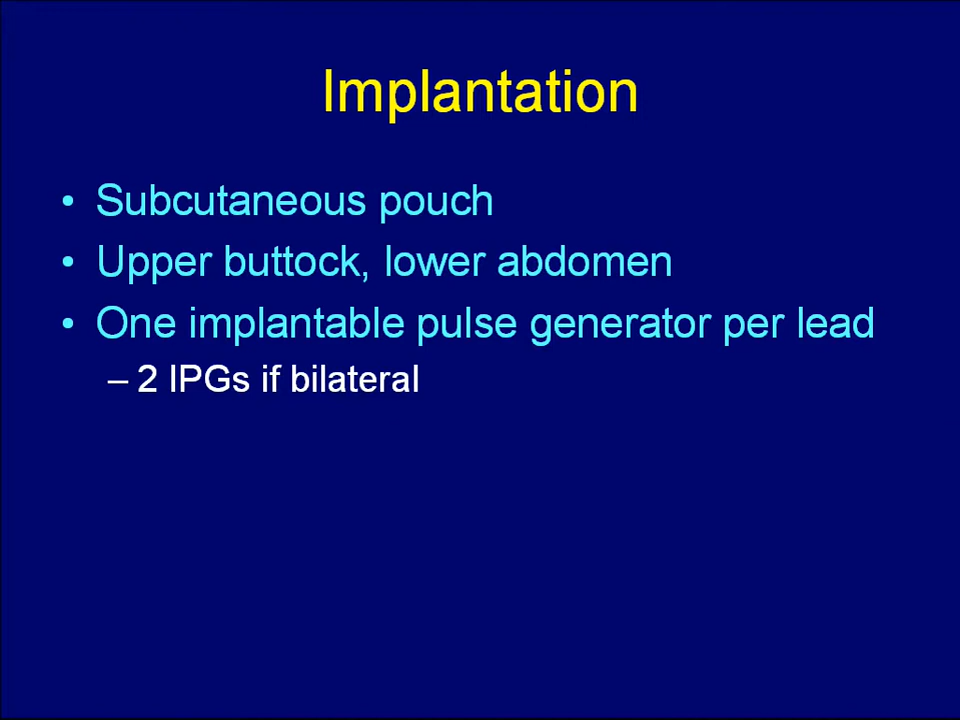 Implantation
• Subcutaneous pouch
• Upper buttock, lower abdomen
• One implantable pulse generator per lead
– 2 IPGs if bilateral